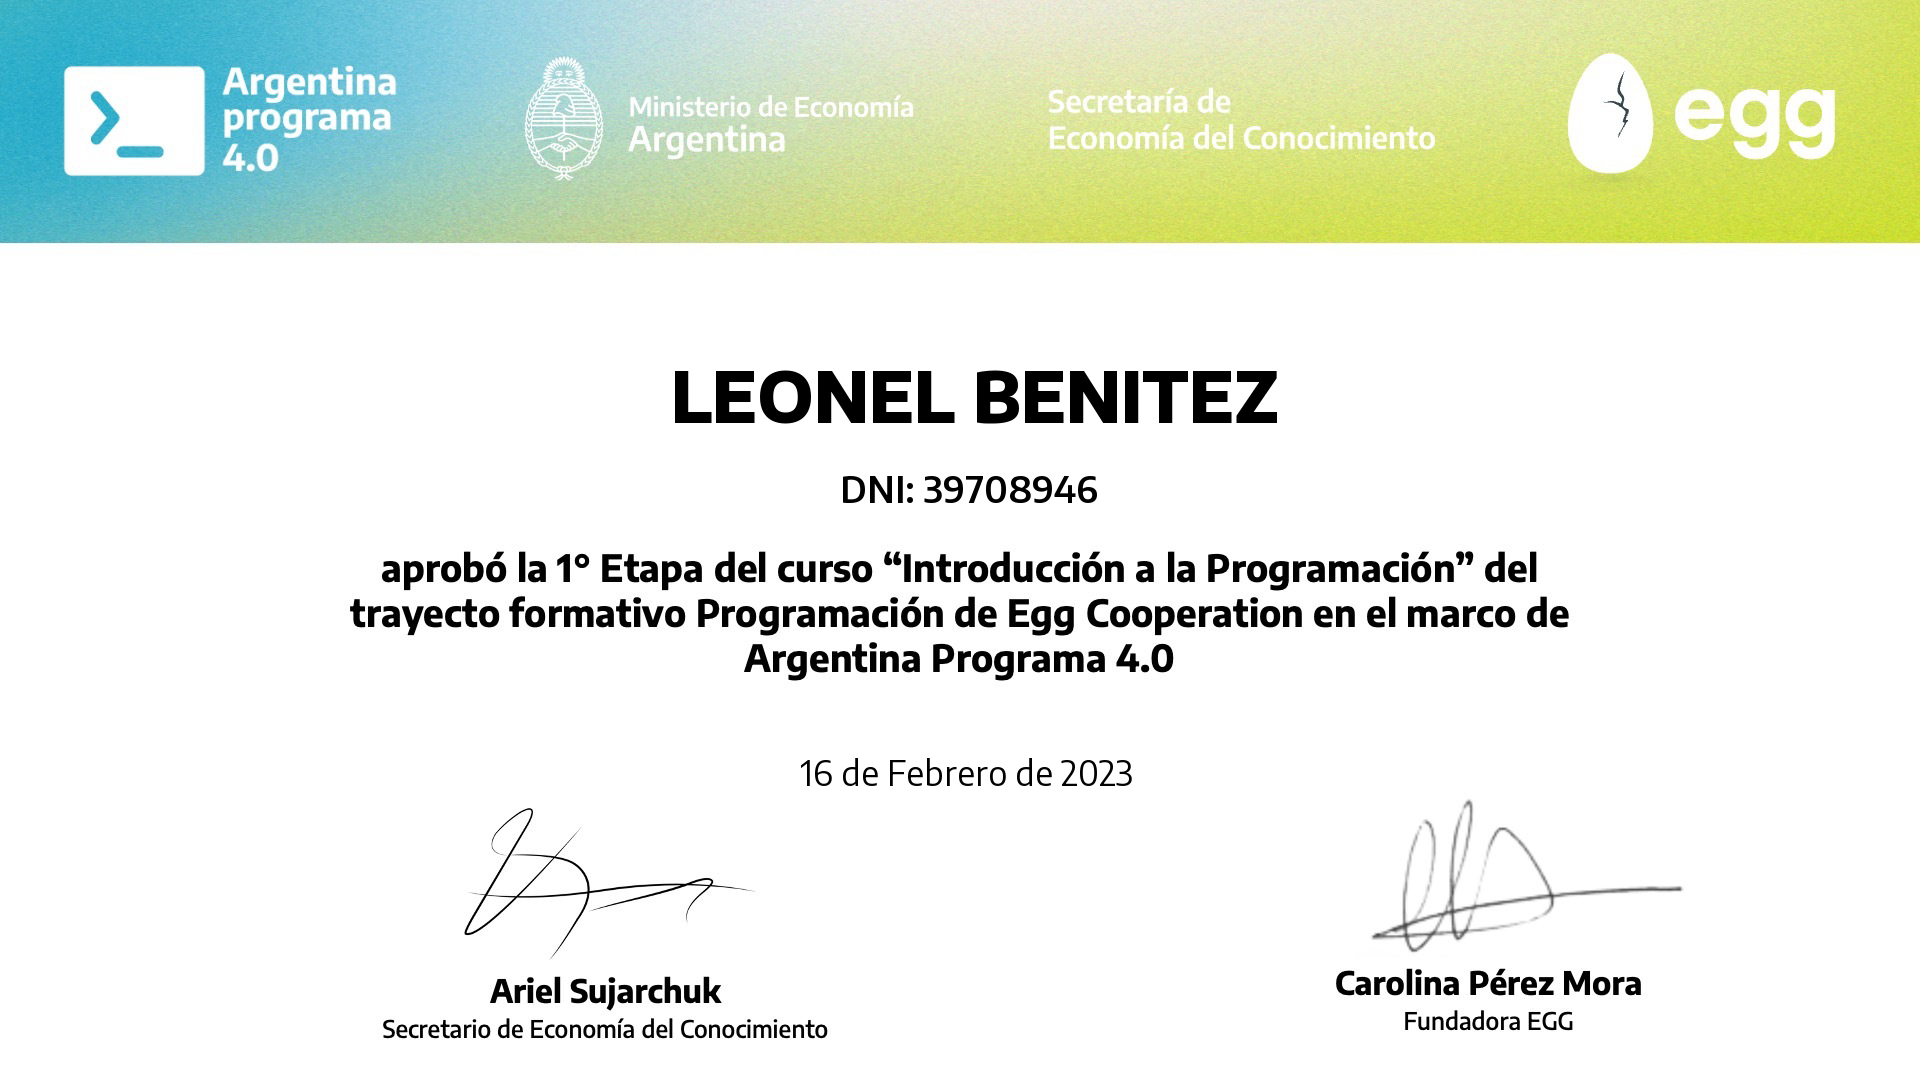 Argentina
programa
4.0
Ministerio de Economía
Argentina
Secretaría de
Economía del Conocimiento
egg
LEONEL BENITEZ
DNI: 39708946
aprobó la 1° Etapa del curso “Introducción a la Programación” del
trayecto formativo Programación de Egg Cooperation en el marco de
Argentina Programa 4.0
16 de Febrero de 2023
Ariel Sujarchuk
Secretario de Economía del Conocimiento
Carolina Pérez Mora
Fundadora EGG